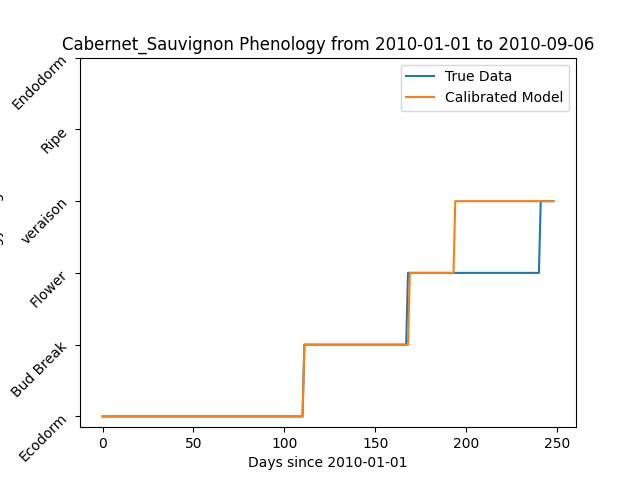 Cabernet_Sauvignon Phenology from 2010-01-01 to 2010-09-06
True Data
Calibrated Model
Endodorm
Ripe
veraison
Flower
Bud Break
Ecodorm
0 50 100 150 200 250
Days since 2010-01-01